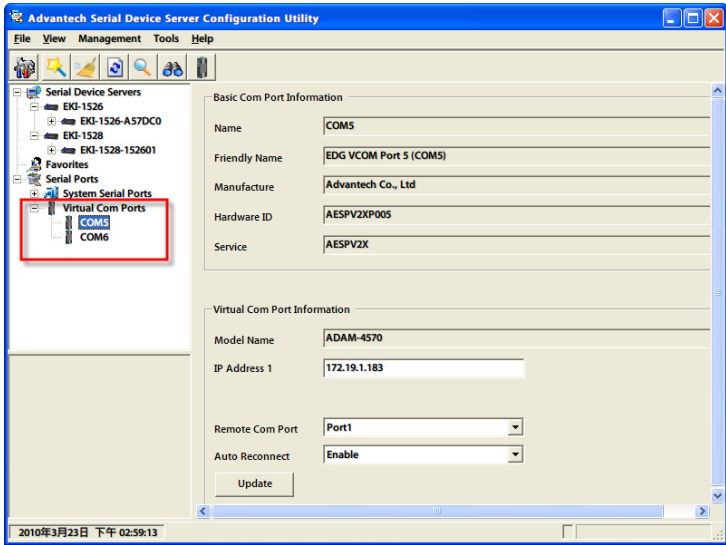 Advantech Serial Device Server Configuration Utility
File View Management Tools Help
Serial Device Servers
EKI-1526
EKI-1526-A57DC0
EKI-1528
EKI-1528-152601
Favorites
Serial Ports
System Serial Ports
Virtual Com Ports
COM5
COM6
Basic Com Port Information
Name COM5
Friendly Name EDG VCOM Port 5 (COM5)
Manufacture Advantech Co., Ltd
Hardware ID AESPV2XP005
Service AESPV2X
Virtual Com Port Information
Model Name ADAM-4570
IP Address 1 172.19.1.183
Remote Com Port Port1
Auto Reconnect Enable
Update
2010年3月23日 下午 02:59:13